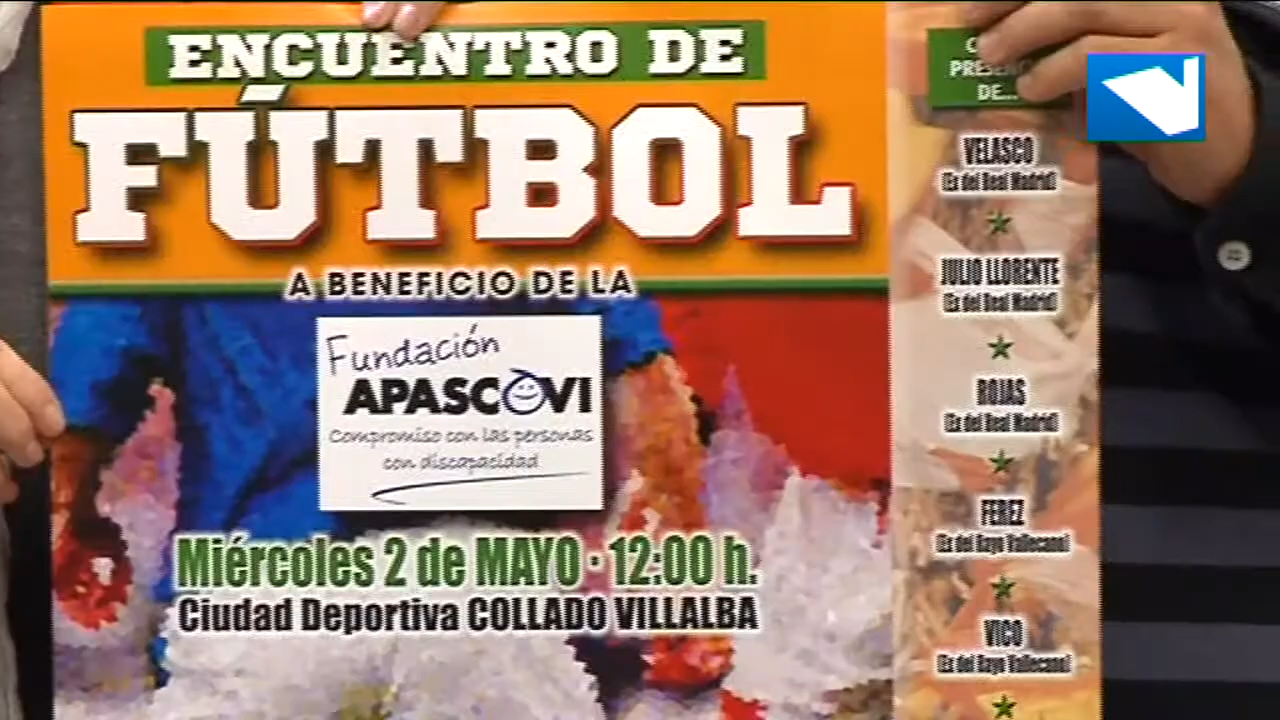 ENCUENTRO DE
FÚTBOL
A BENEFICIO DE LA
Fundación
APASCOVI
Compromiso con las personas
con discapacidad
Miércoles 2 de MAYO · 12:00 h.
Ciudad Deportiva COLLADO VILLALBA
DE...
VELASCO
(Ex del Real Madrid)
JULIO LLORENTE
(Ex del Real Madrid)
ROJAS
(Ex del Real Madrid)
FEREZ
(Ex del Rayo Vallecano)
VICO
(Ex del Rayo Vallecano)